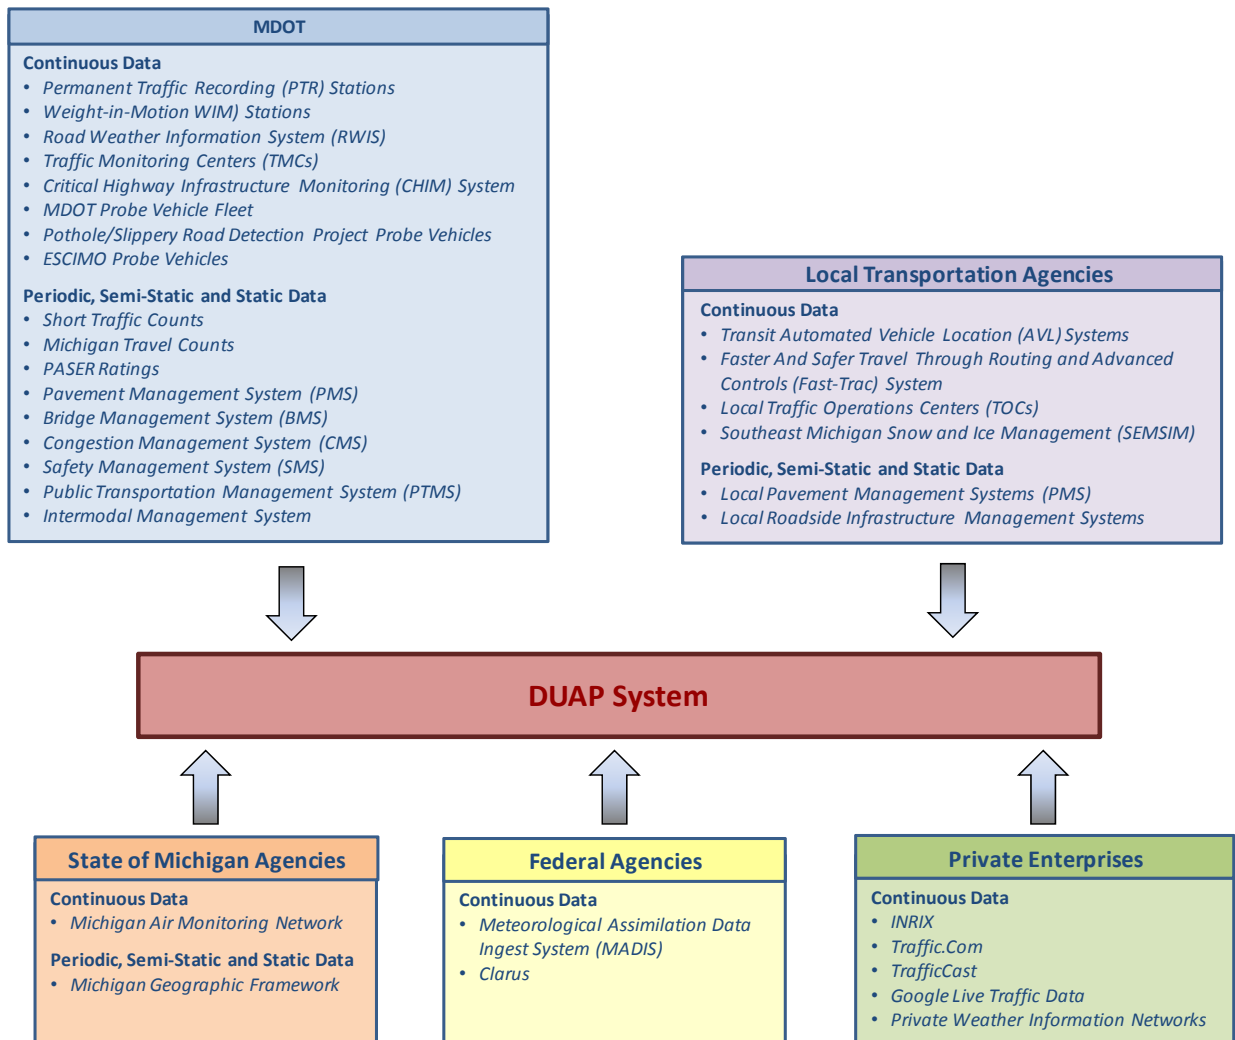 MDOT
Continuous Data
• Permanent Traffic Recording (PTR) Stations
• Weight-in-Motion WIM) Stations
• Road Weather Information System (RWIS)
• Traffic Monitoring Centers (TMCs)
• Critical Highway Infrastructure Monitoring (CHIM) System
• MDOT Probe Vehicle Fleet
• Pothole/Slippery Road Detection Project Probe Vehicles
• ESCIMO Probe Vehicles
Periodic, Semi-Static and Static Data
• Short Traffic Counts
• Michigan Travel Counts
• PASER Ratings
• Pavement Management System (PMS)
• Bridge Management System (BMS)
• Congestion Management System (CMS)
• Safety Management System (SMS)
• Public Transportation Management System (PTMS)
• Intermodal Management System
Local Transportation Agencies
Continuous Data
• Transit Automated Vehicle Location (AVL) Systems
• Faster And Safer Travel Through Routing and Advanced
Controls (Fast-Trac) System
• Local Traffic Operations Centers (TOCs)
• Southeast Michigan Snow and Ice Management (SEMSIM)
Periodic, Semi-Static and Static Data
• Local Pavement Management Systems (PMS)
• Local Roadside Infrastructure Management Systems
DUAP System
State of Michigan Agencies
Continuous Data
• Michigan Air Monitoring Network
Periodic, Semi-Static and Static Data
• Michigan Geographic Framework
Federal Agencies
Continuous Data
• Meteorological Assimilation Data
Ingest System (MADIS)
• Clarus
Private Enterprises
Continuous Data
• INRIX
• Traffic.Com
• TrafficCast
• Google Live Traffic Data
• Private Weather Information Networks